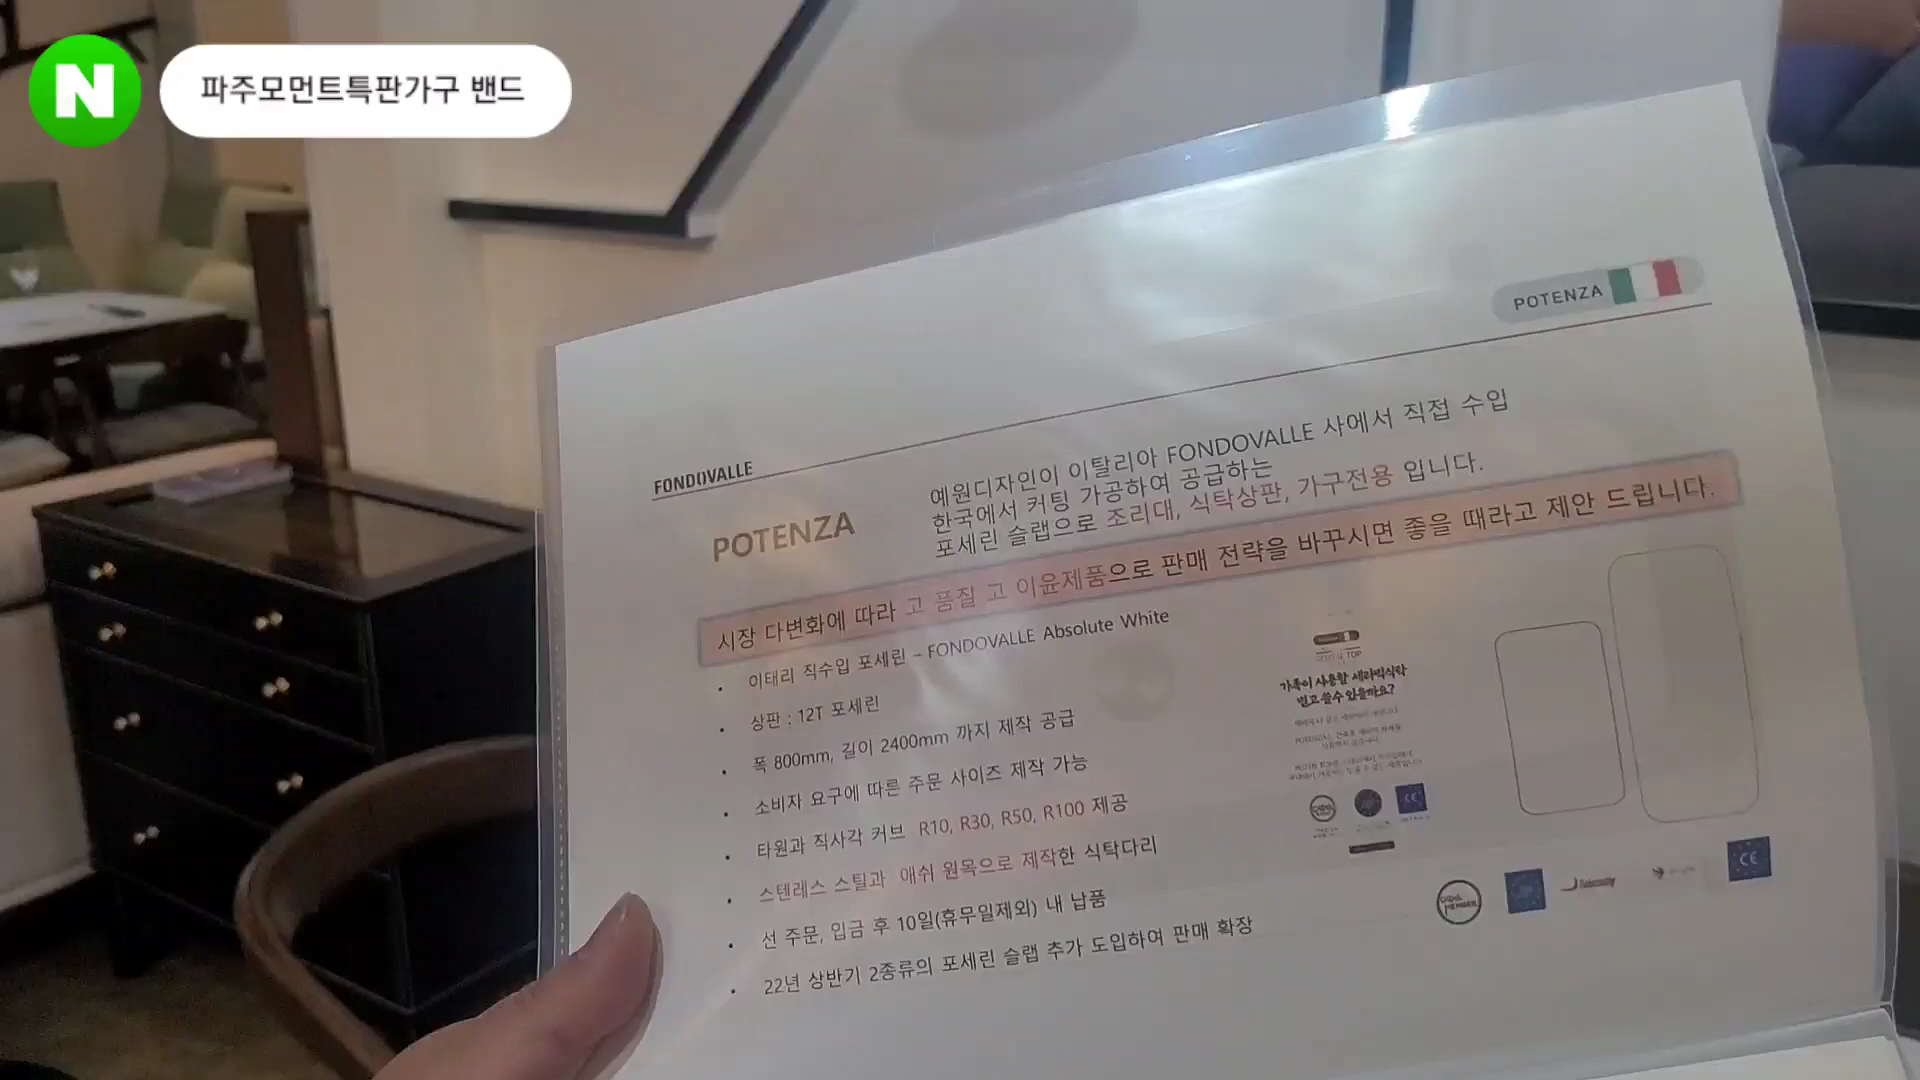 N
파주모먼트특판가구 밴드
POTENZA
FONDOVALLE
POTENZA
예원디자인이 이탈리아 FONDOVALLE 사에서 직접 수입
한국에서 커팅 가공하여 공급하는
포세린 슬랩으로 조리대, 식탁상판, 가구전용 입니다.
시장 다변화에 따라 고 품질 고 이윤제품으로 판매 전략을 바꾸시면 좋을 때라고 제안 드립니다.
• 이태리 직수입 포세린 – FONDOVALLE Absolute White
• 상판 : 12T 포세린
• 폭 800mm, 길이 2400mm 까지 제작 공급
• 소비자 요구에 따른 주문 사이즈 제작 가능
• 타원과 직사각 커브 R10, R30, R50, R100 제공
• 스텐레스 스틸과 애쉬 원목으로 제작한 식탁다리
• 선 주문, 입금 후 10일(휴무일제외) 내 납품
• 22년 상반기 2종류의 포세린 슬랩 추가 도입하여 판매 확장
가족이 사용할 세라믹식탁
믿고 쓸수 있을까요?
CE
MEMBER
CE